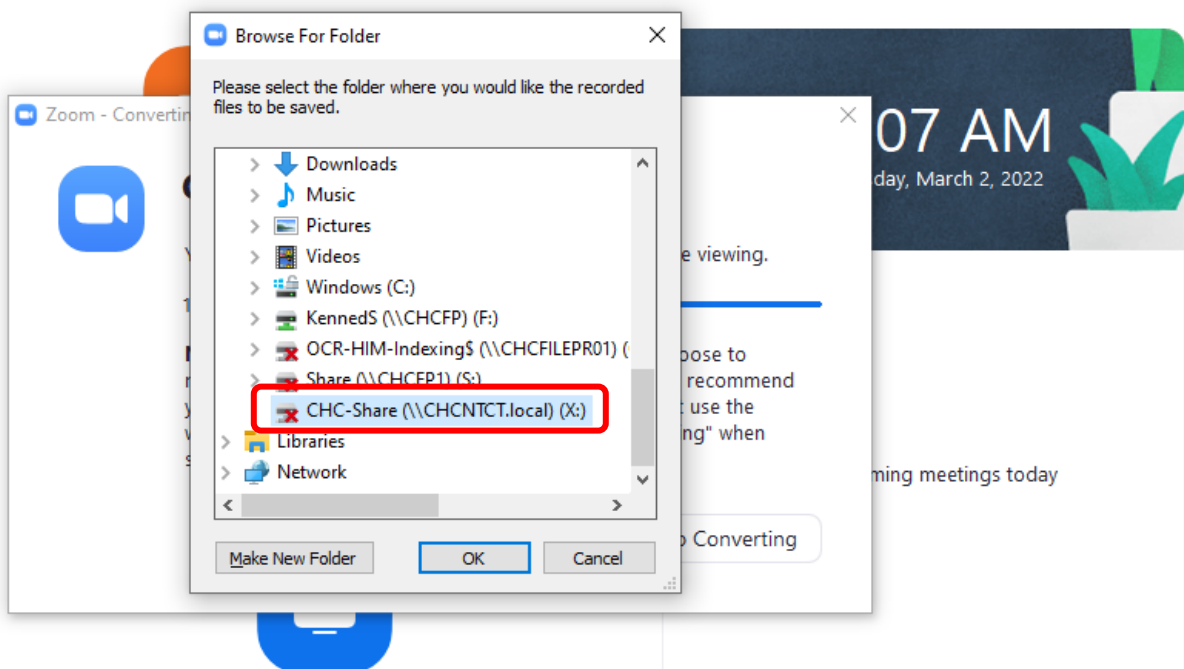 Browse For Folder
Please select the folder where you would like the recorded
files to be saved.
Downloads
Music
Pictures
Videos
Windows (C:)
KennedS (\\CHCFP) (F:)
OCR-HIM-Indexing$ (\\CHCFILEPR01) (
Share (\\CHCFP1) (S:)
CHC-Share (\\CHCNTCT.local) (X:)
Libraries
Network
Make New Folder
OK
Cancel
Zoom - Convertin
e viewing.
pose to
recommend
use the
ng" when
Converting
07 AM
day, March 2, 2022
ming meetings today